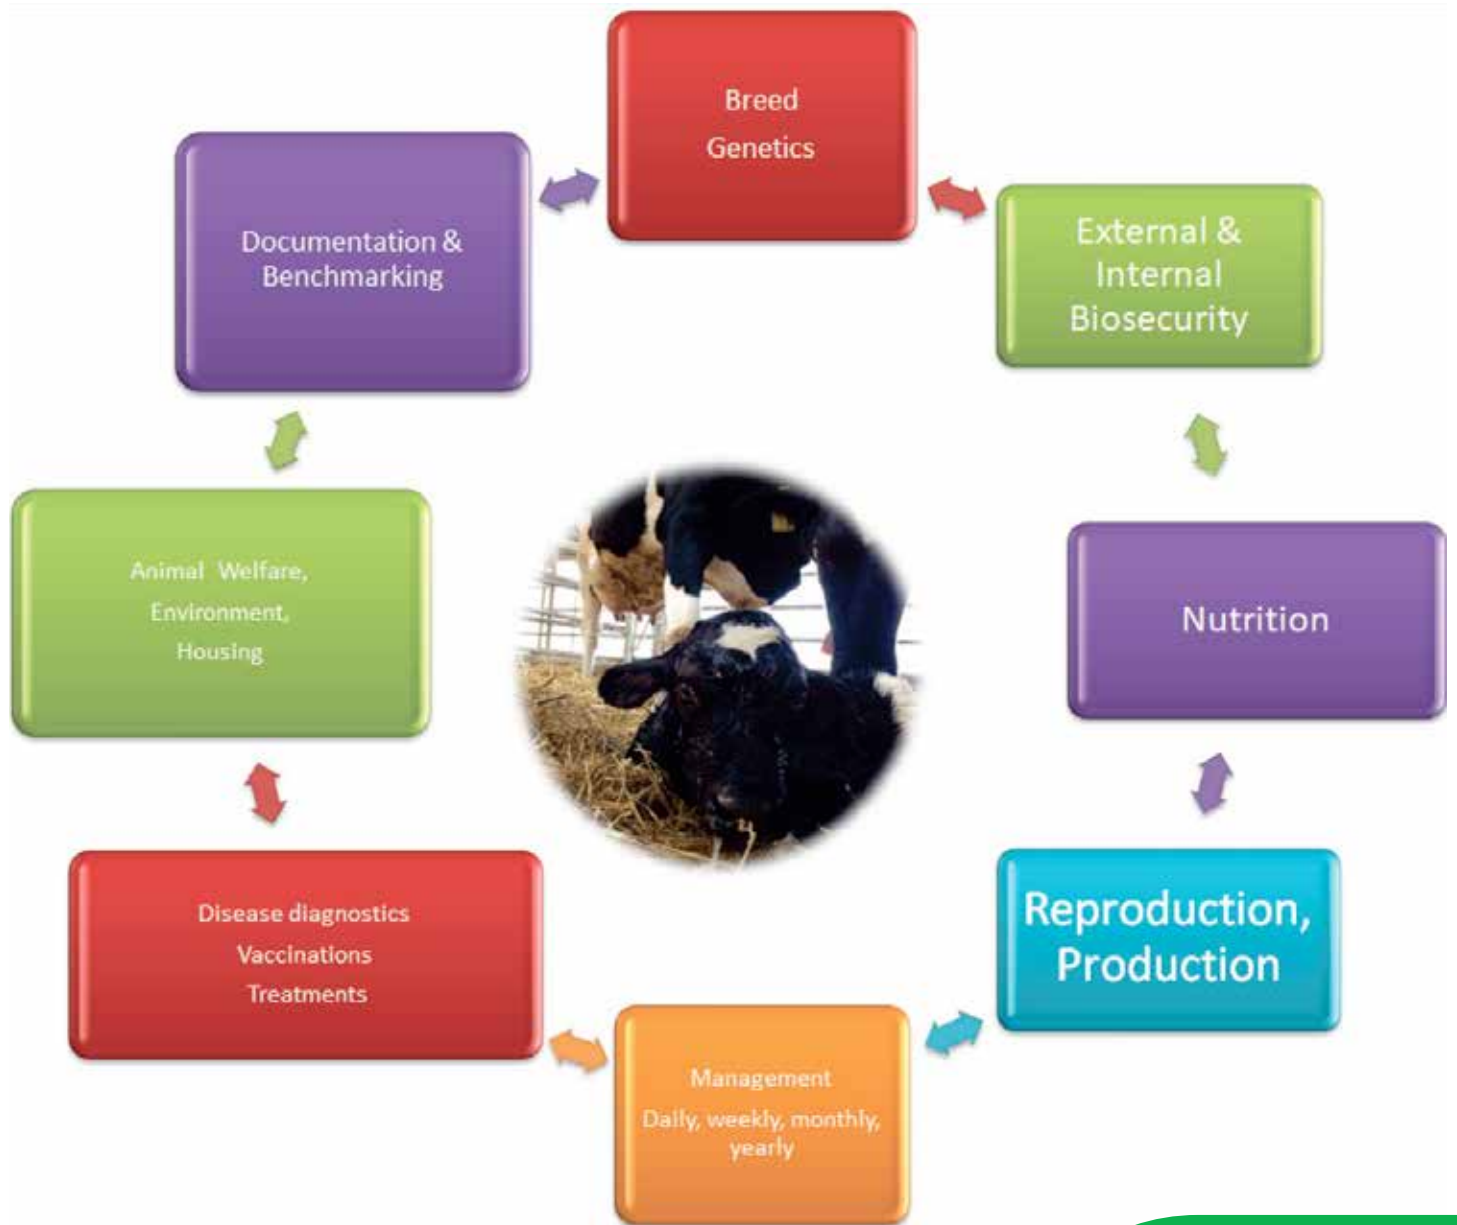 Breed
Genetics
External &
Internal
Biosecurity
Nutrition
Reproduction,
Production
Management
Daily, weekly, monthly,
yearly
Disease diagnostics
Vaccinations
Treatments
Animal Welfare,
Environment,
Housing
Documentation &
Benchmarking